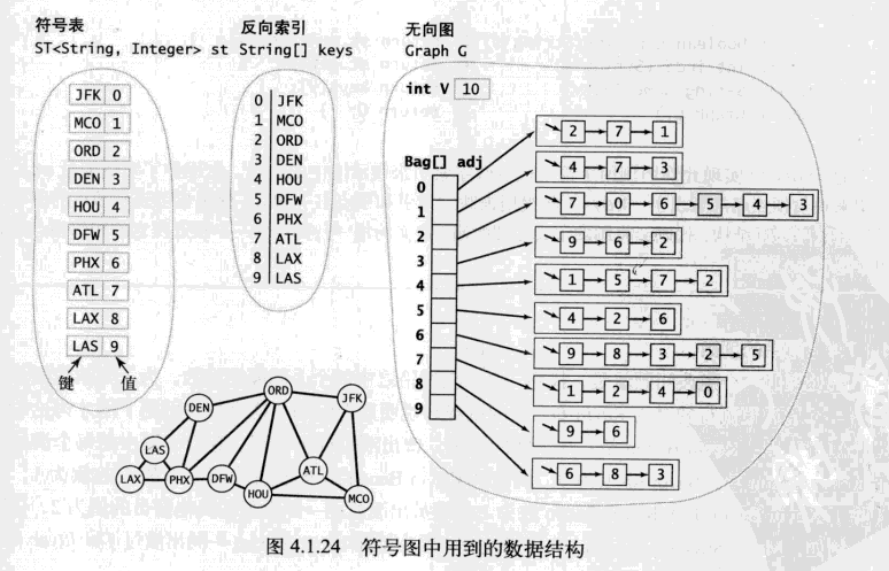 符号表
ST<String, Integer> st
JFK 0
MCO 1
ORD 2
DEN 3
HOU 4
DFW 5
PHX 6
ATL 7
LAX 8
LAS 9
键 值
反向索引
String[] keys
0 JFK
1 MCO
2 ORD
3 DEN
4 HOU
5 DFW
6 PHX
7 ATL
8 LAX
9 LAS
无向图
Graph G
int V 10
Bag[] adj
0
1
2
3
4
5
6
7
8
9
2 7 1
4 7 3
7 0 6 5 4 3
9 6 2
1 5 7 2
4 2 6
9 8 3 2 5
1 2 4 0
9 6
6 8 3
ORD
JFK
DEN
LAS
ATL
LAX
PHX
DFW
HOU
MCO
图 4.1.24 符号图中用到的数据结构